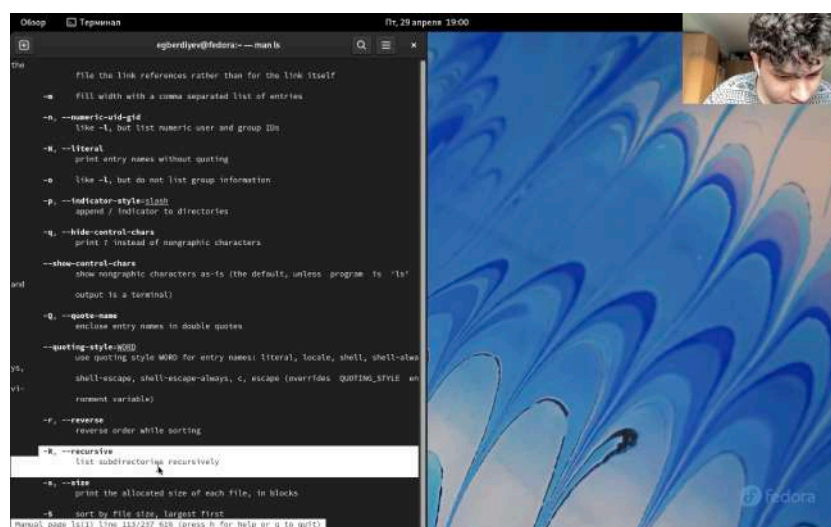 Обзор
Терминал
Пт, 29 апреля 19:00
egberdiyev@fedora:~ — man ls
the
file the link references rather than for the link itself
-m fill width with a comma separated list of entries
-n, --numeric-uid-gid
like -l, but list numeric user and group IDs
-N, --literal
print entry names without quoting
-o like -l, but do not list group information
-p, --indicator-style=slash
append / indicator to directories
-q, --hide-control-chars
print ? instead of nongraphic characters
--show-control-chars
show nongraphic characters as-is (the default, unless program is 'ls'
and
output is a terminal)
-Q, --quote-name
enclose entry names in double quotes
--quoting-style=WORD
use quoting style WORD for entry names: literal, locale, shell, shell-alwa
ys,
shell-escape, shell-escape-always, c, escape (overrides QUOTING_STYLE en
vi-
ronment variable)
-r, --reverse
reverse order while sorting
-R, --recursive
list subdirectories recursively
-s, --size
print the allocated size of each file, in blocks
-S sort by file size, largest first
Manual page ls(1) line 113/237 61% (press h for help or q to quit)
fedora